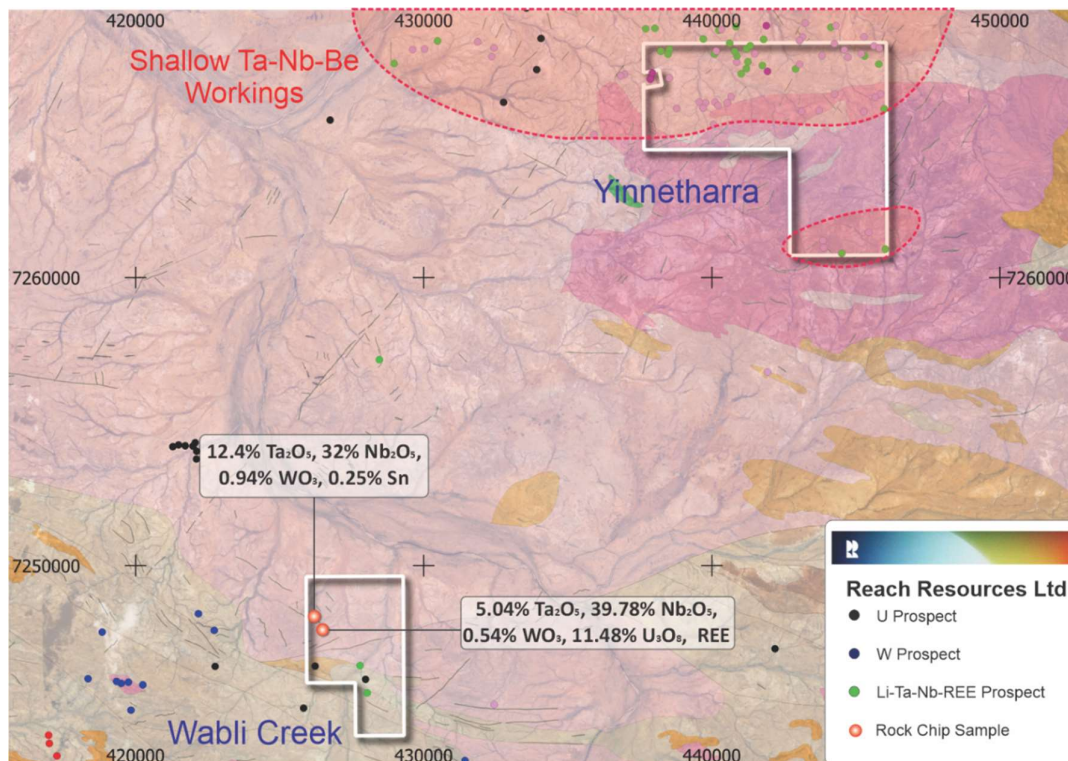 420000
430000
440000
450000
Shallow Ta-Nb-Be
Workings
Yinnetharra
7260000
7260000
12.4% Ta₂O₅, 32% Nb₂O₅,
0.94% WO₃, 0.25% Sn
7250000
5.04% Ta₂O₅, 39.78% Nb₂O₅,
0.54% WO₃, 11.48% U₃O₈, REE
Wabli Creek
420000
430000
440000
Reach Resources Ltd
U Prospect
W Prospect
Li-Ta-Nb-REE Prospect
Rock Chip Sample